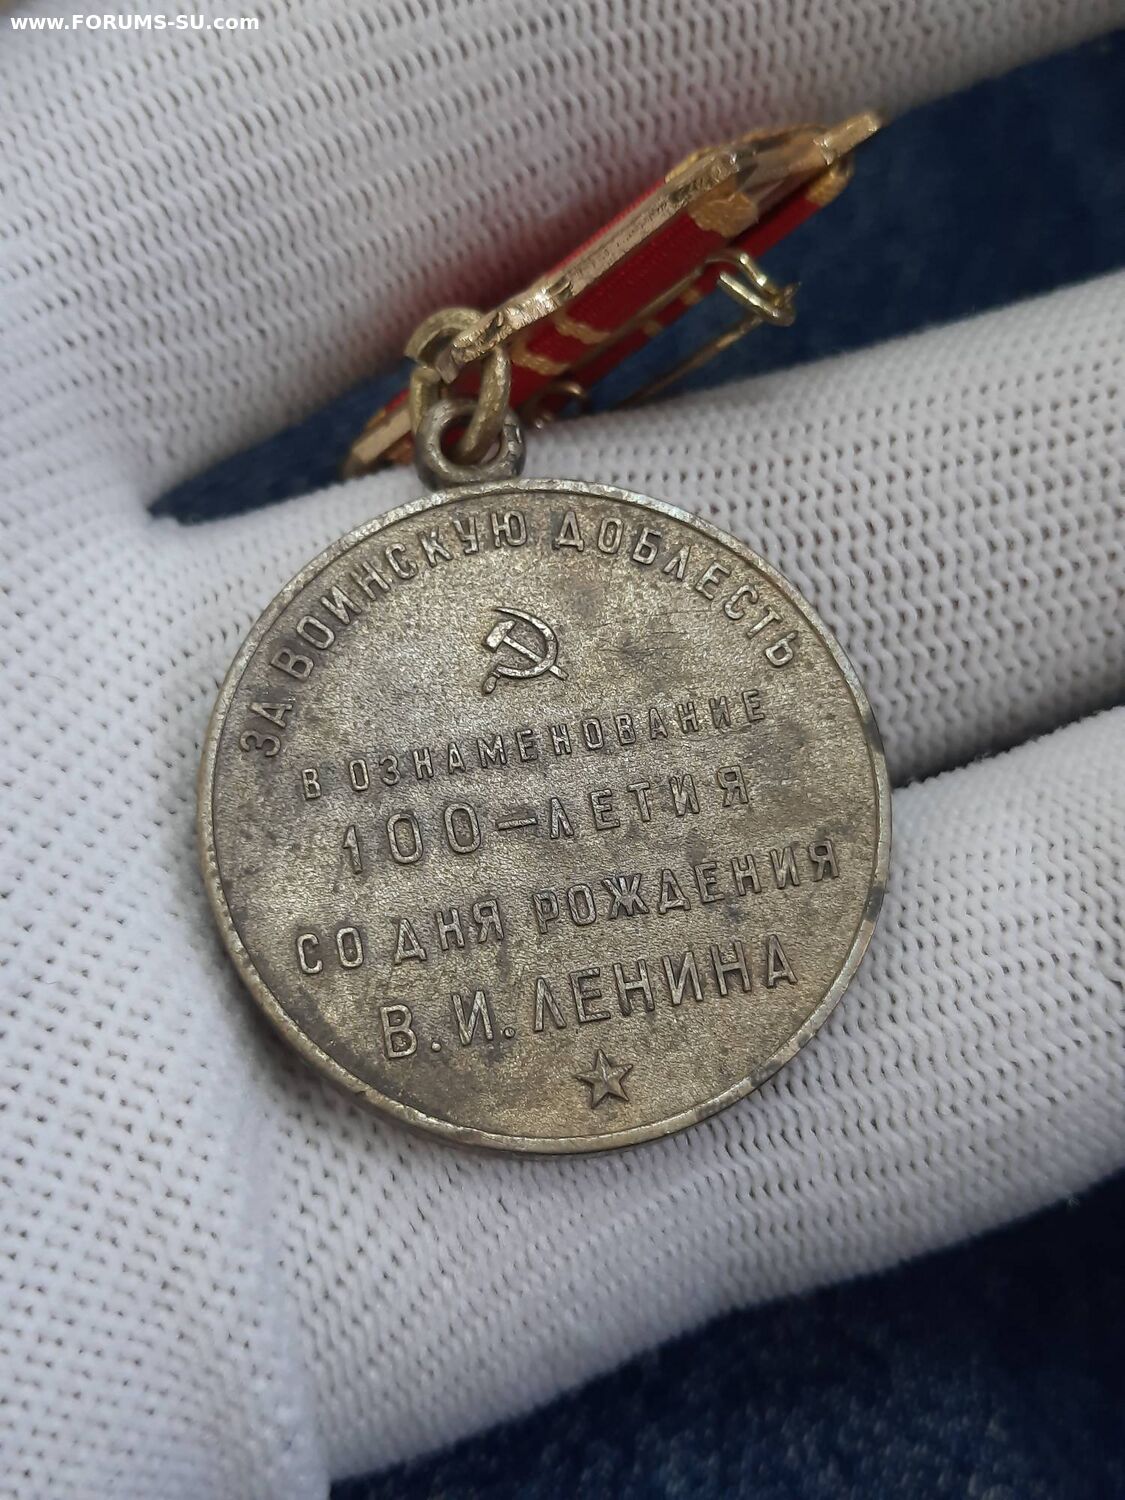 www.FORUMS-SU.com
ЗА ВОИНСКУЮ ДОБЛЕСТЬ
В ОЗНАМЕНОВАНИЕ
100-ЛЕТИЯ
СО ДНЯ РОЖДЕНИЯ
В.И.ЛЕНИНА